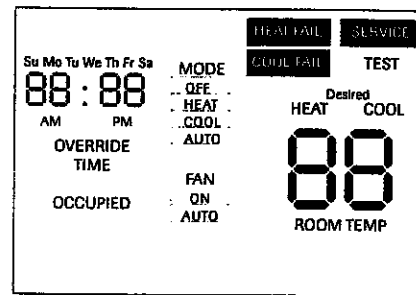 HEAT FAIL SERVICE
COOL FAIL TEST
Su Mo Tu We Th Fr Sa
88:88
AM PM
OVERRIDE
TIME
OCCUPIED
MODE
OFF
HEAT
COOL
AUTO
FAN
ON
AUTO
Desired
HEAT COOL
88
ROOM TEMP